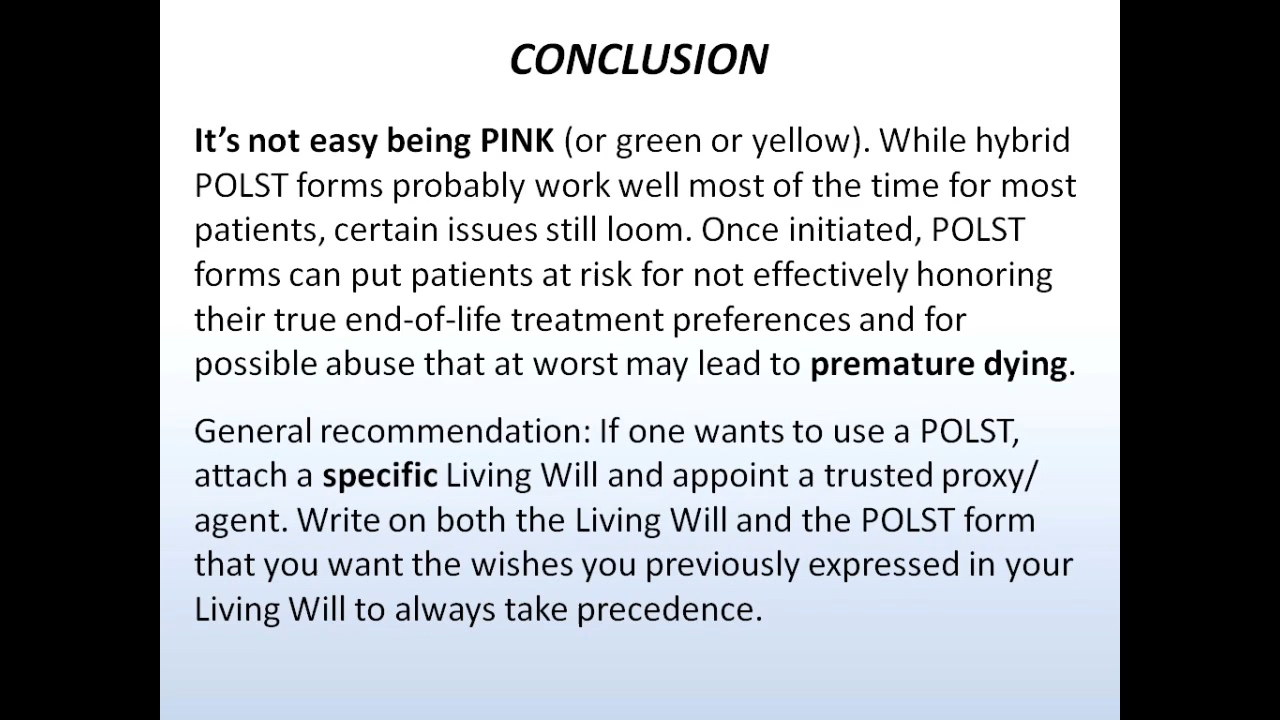 CONCLUSION
It’s not easy being PINK (or green or yellow). While hybrid
POLST forms probably work well most of the time for most
patients, certain issues still loom. Once initiated, POLST
forms can put patients at risk for not effectively honoring
their true end-of-life treatment preferences and for
possible abuse that at worst may lead to premature dying.
General recommendation: If one wants to use a POLST,
attach a specific Living Will and appoint a trusted proxy/
agent. Write on both the Living Will and the POLST form
that you want the wishes you previously expressed in your
Living Will to always take precedence.